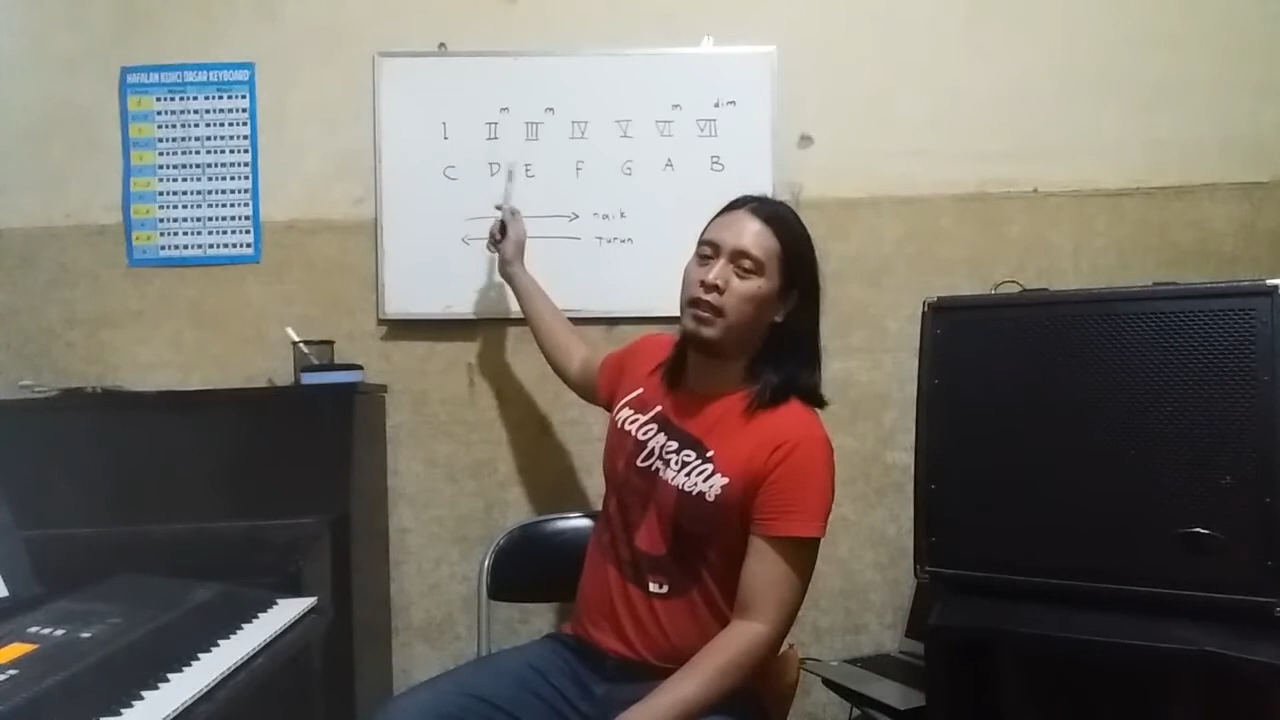 HAFALAN KUNCI DASAR KEYBOARD
m m m dim
I II III IV V VI VII
C D E F G A B
naik
Turun
Indonesian
Drummers